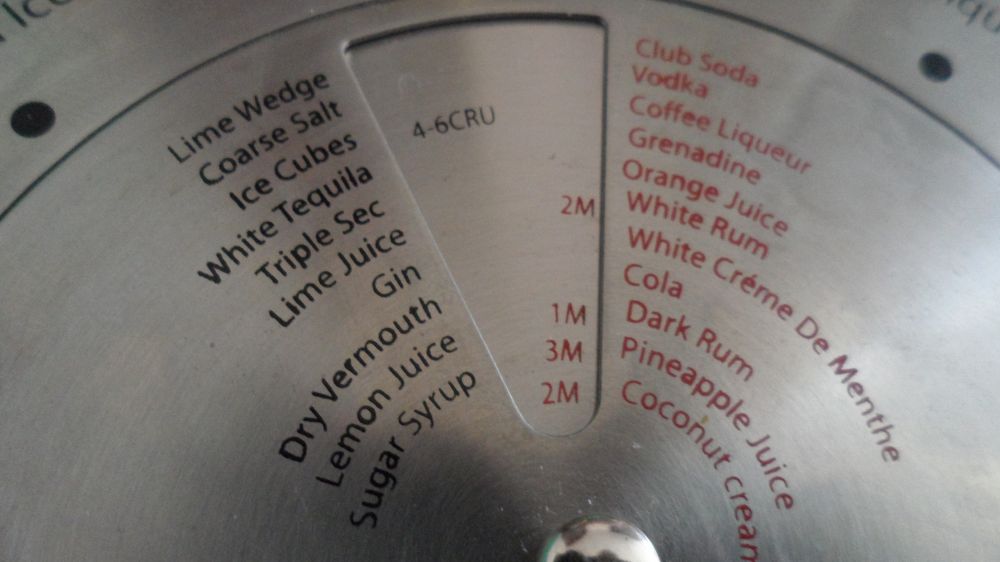 Lime Wedge
Coarse Salt
Ice Cubes
White Tequila
Triple Sec
Lime Juice
Gin
Dry Vermouth
Lemon Juice
Sugar Syrup
4-6CRU
2M
1M
3M
2M
Club Soda
Vodka
Coffee Liqueur
Grenadine
Orange Juice
White Rum
White Créme De Menthe
Cola
Dark Rum
Pineapple Juice
Coconut cream